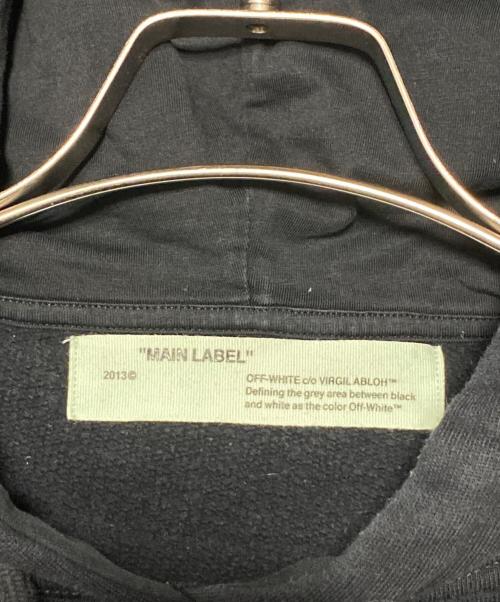 "MAIN LABEL"
2013©
OFF-WHITE c/o VIRGIL ABLOH™
Defining the grey area between black
and white as the color Off-White™